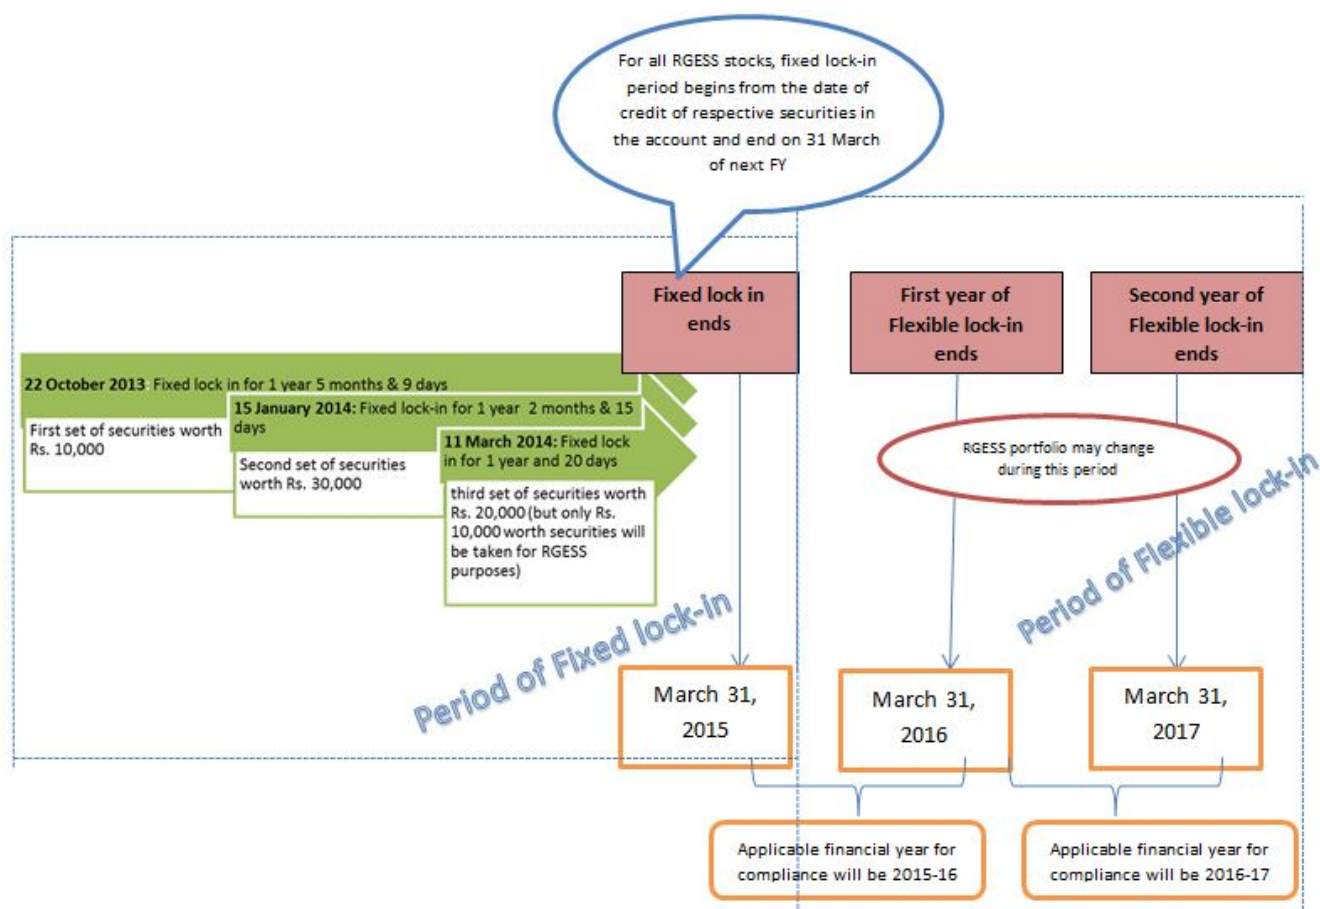 For all RGESS stocks, fixed lock-in
period begins from the date of
credit of respective securities in
the account and end on 31 March
of next FY
Fixed lock in
ends
First year of
Flexible lock-in
ends
Second year of
Flexible lock-in
ends
22 October 2013: Fixed lock in for 1 year 5 months & 9 days
First set of securities worth
Rs. 10,000
15 January 2014: Fixed lock-in for 1 year 2 months & 15
days
Second set of securities
worth Rs. 30,000
11 March 2014: Fixed lock
in for 1 year and 20 days
third set of securities worth
Rs. 20,000 (but only Rs.
10,000 worth securities will
be taken for RGESS
purposes)
RGESS portfolio may change
during this period
Period of Fixed lock-in
Period of Flexible lock-in
March 31,
2015
March 31,
2016
March 31,
2017
Applicable financial year for
compliance will be 2015-16
Applicable financial year for
compliance will be 2016-17